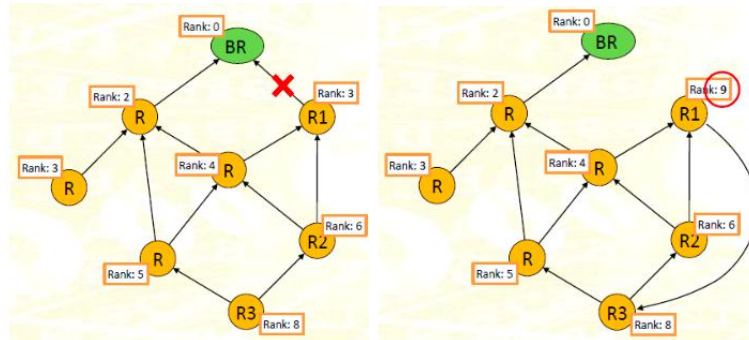 Rank: 0
BR
Rank: 2
R
Rank: 3
R1
Rank: 3
R
Rank: 4
R
Rank: 6
R2
Rank: 5
R
R3
Rank: 8
Rank: 0
BR
Rank: 2
R
Rank: 9
R1
Rank: 3
R
Rank: 4
R
Rank: 6
R2
Rank: 5
R
R3
Rank: 8